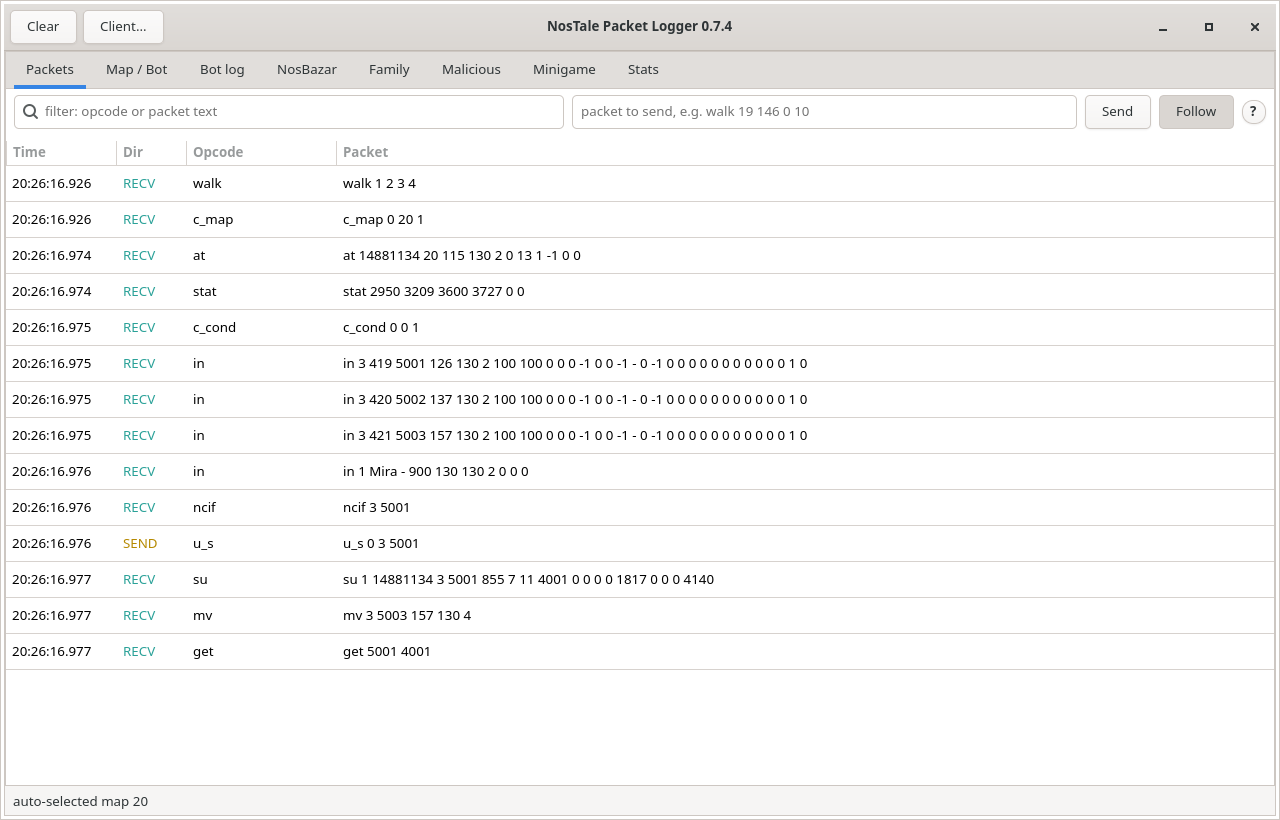 Clear Client... NosTale Packet Logger 0.7.4
Packets Map / Bot Bot log NosBazar Family Malicious Minigame Stats
filter: opcode or packet text packet to send, e.g. walk 19 146 0 10 Send Follow ?
Time Dir Opcode Packet
20:26:16.926 RECV walk walk 1 2 3 4
20:26:16.926 RECV c_map c_map 0 20 1
20:26:16.974 RECV at at 14881134 20 115 130 2 0 13 1 -1 0 0
20:26:16.974 RECV stat stat 2950 3209 3600 3727 0 0
20:26:16.975 RECV c_cond c_cond 0 0 1
20:26:16.975 RECV in in 3 419 5001 126 130 2 100 100 0 0 0 -1 0 0 -1 - 0 -1 0 0 0 0 0 0 0 0 0 0 0 1 0
20:26:16.975 RECV in in 3 420 5002 137 130 2 100 100 0 0 0 -1 0 0 -1 - 0 -1 0 0 0 0 0 0 0 0 0 0 0 1 0
20:26:16.975 RECV in in 3 421 5003 157 130 2 100 100 0 0 0 -1 0 0 -1 - 0 -1 0 0 0 0 0 0 0 0 0 0 0 1 0
20:26:16.976 RECV in in 1 Mira - 900 130 130 2 0 0 0
20:26:16.976 RECV ncif ncif 3 5001
20:26:16.976 SEND u_s u_s 0 3 5001
20:26:16.977 RECV su su 1 14881134 3 5001 855 7 11 4001 0 0 0 0 1817 0 0 0 4140
20:26:16.977 RECV mv mv 3 5003 157 130 4
20:26:16.977 RECV get get 5001 4001
auto-selected map 20